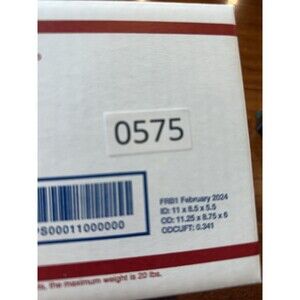 0575
FRB1 February 2024
ID: 11 x 8.5 x 5.5
OD: 11.25 x 8.75 x 6
ODCUFT: 0.341
PS00011000000
, the maximum weight is 20 lbs.